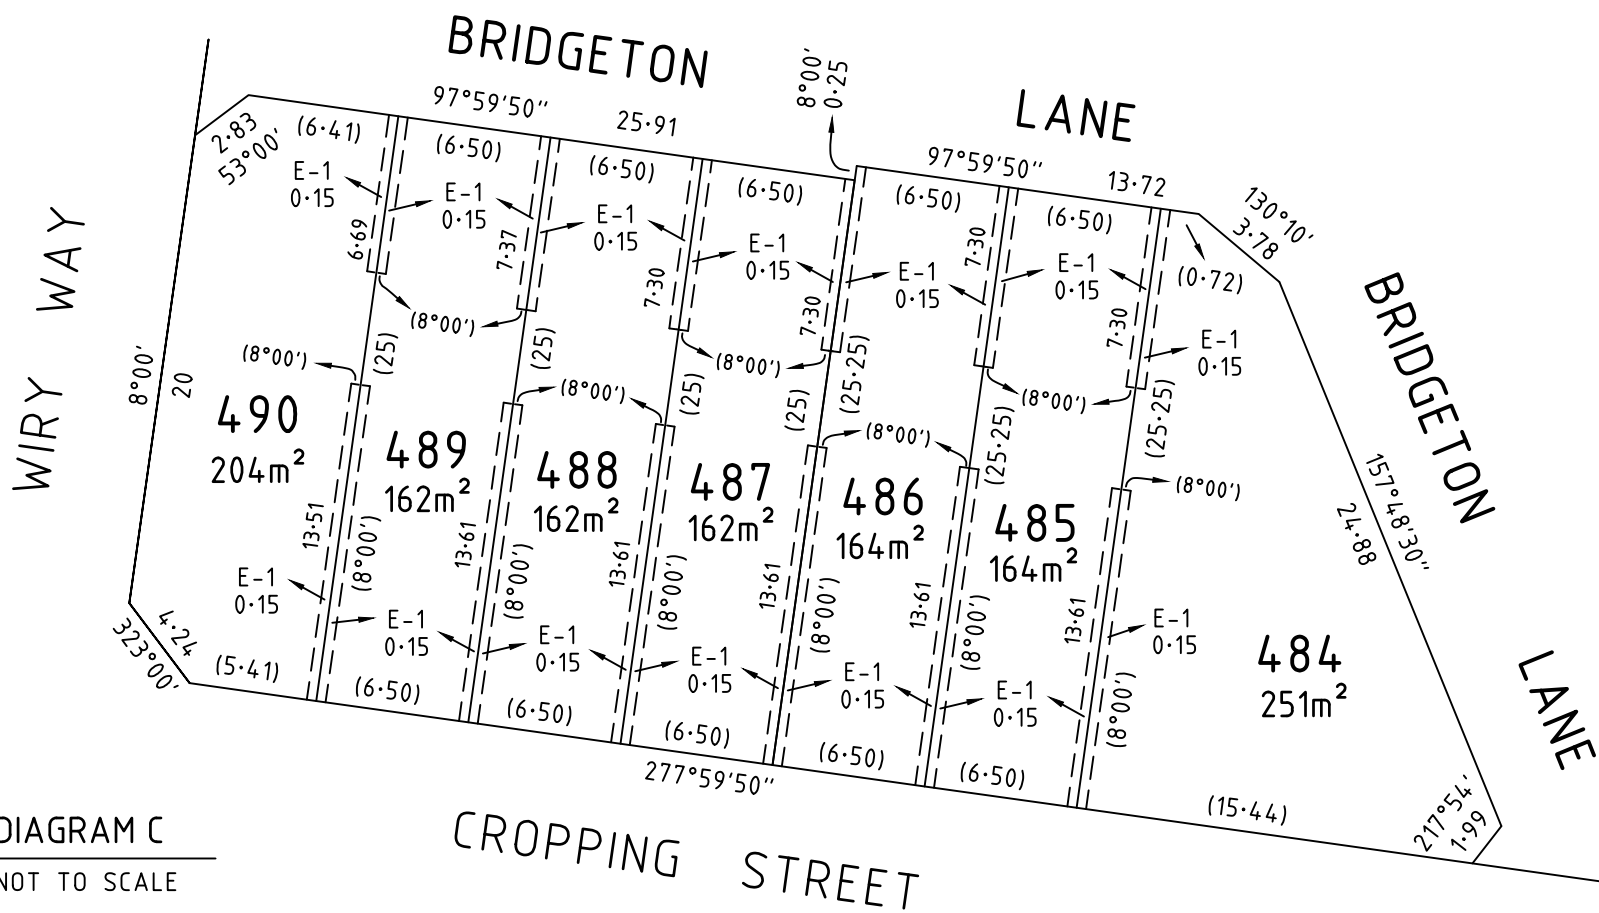 BRIDGETON
LANE
8°00'
0·25
97°59'50"
25·91
97°59'50"
13·72
130°10'
3·78
2·83
53°00'
(6·41)
(6·50)
(6·50)
(6·50)
(6·50)
(6·50)
(0·72)
E-1
0·15
E-1
0·15
E-1
0·15
E-1
0·15
E-1
0·15
E-1
0·15
E-1
0·15
6·69
7·37
7·30
7·30
7·30
7·30
(8°00')
(8°00')
(8°00')
(8°00')
(8°00')
(8°00')
(8°00')
(25)
(25)
(25)
(25)
(25·25)
(25·25)
(25·25)
WIRY WAY
8°00'
20
BRIDGETON
LANE
157°48'30"
24·88
490
204m²
489
162m²
488
162m²
487
162m²
486
164m²
485
164m²
484
251m²
13·51
(8°00')
13·61
(8°00')
13·61
(8°00')
13·61
(8°00')
13·61
(8°00')
13·61
(8°00')
E-1
0·15
E-1
0·15
E-1
0·15
E-1
0·15
E-1
0·15
E-1
0·15
E-1
0·15
4·24
323°00'
(5·41)
(6·50)
(6·50)
(6·50)
(6·50)
(6·50)
(15·44)
217°54'
1·99
277°59'50"
CROPPING STREET
DIAGRAM C
NOT TO SCALE